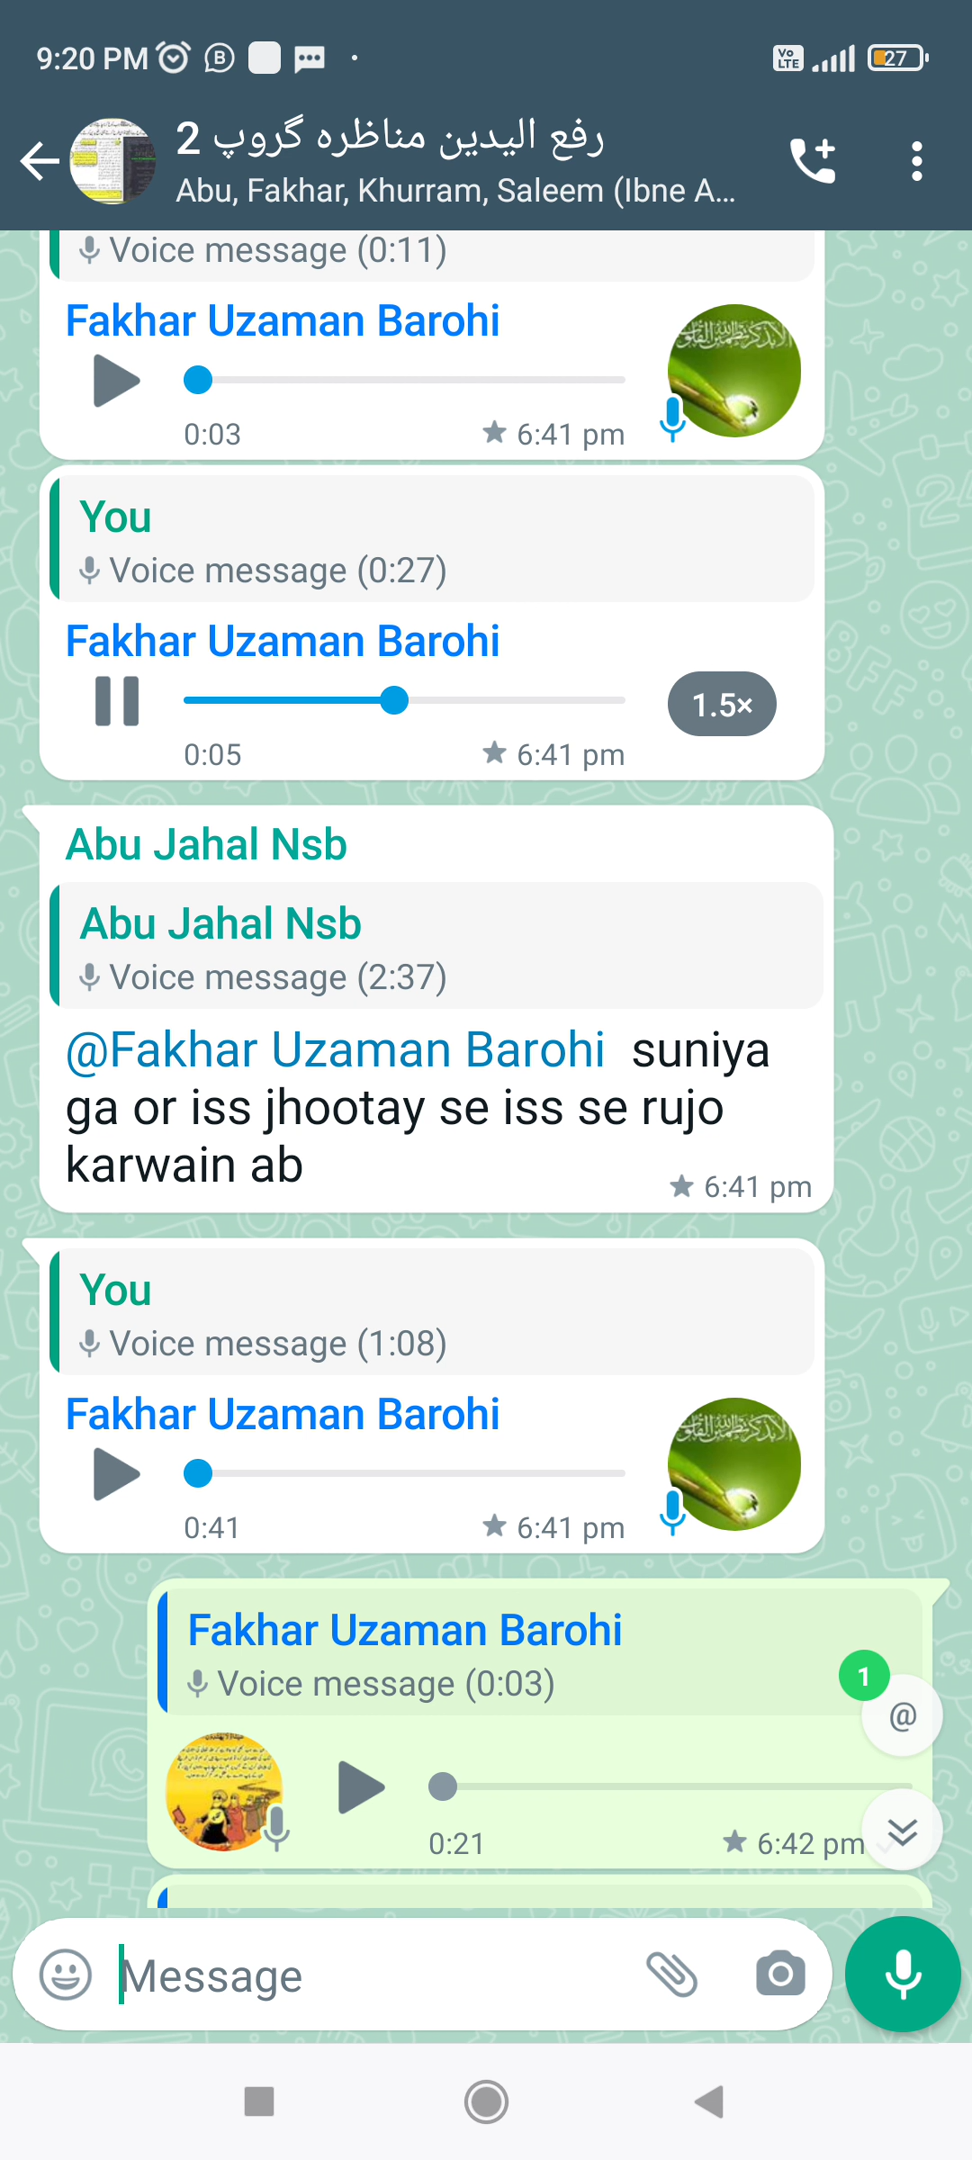 9:20 PM
27
رفع الیدین مناظرہ گروپ 2
Abu, Fakhar, Khurram, Saleem (Ibne A...
Voice message (0:11)
Fakhar Uzaman Barohi
0:03 6:41 pm
You
Voice message (0:27)
Fakhar Uzaman Barohi
1.5×
0:05 6:41 pm
Abu Jahal Nsb
Abu Jahal Nsb
Voice message (2:37)
@Fakhar Uzaman Barohi suniya
ga or iss jhootay se iss se rujo
karwain ab
6:41 pm
You
Voice message (1:08)
Fakhar Uzaman Barohi
0:41 6:41 pm
Fakhar Uzaman Barohi
Voice message (0:03)
1
@
0:21 6:42 pm
Message